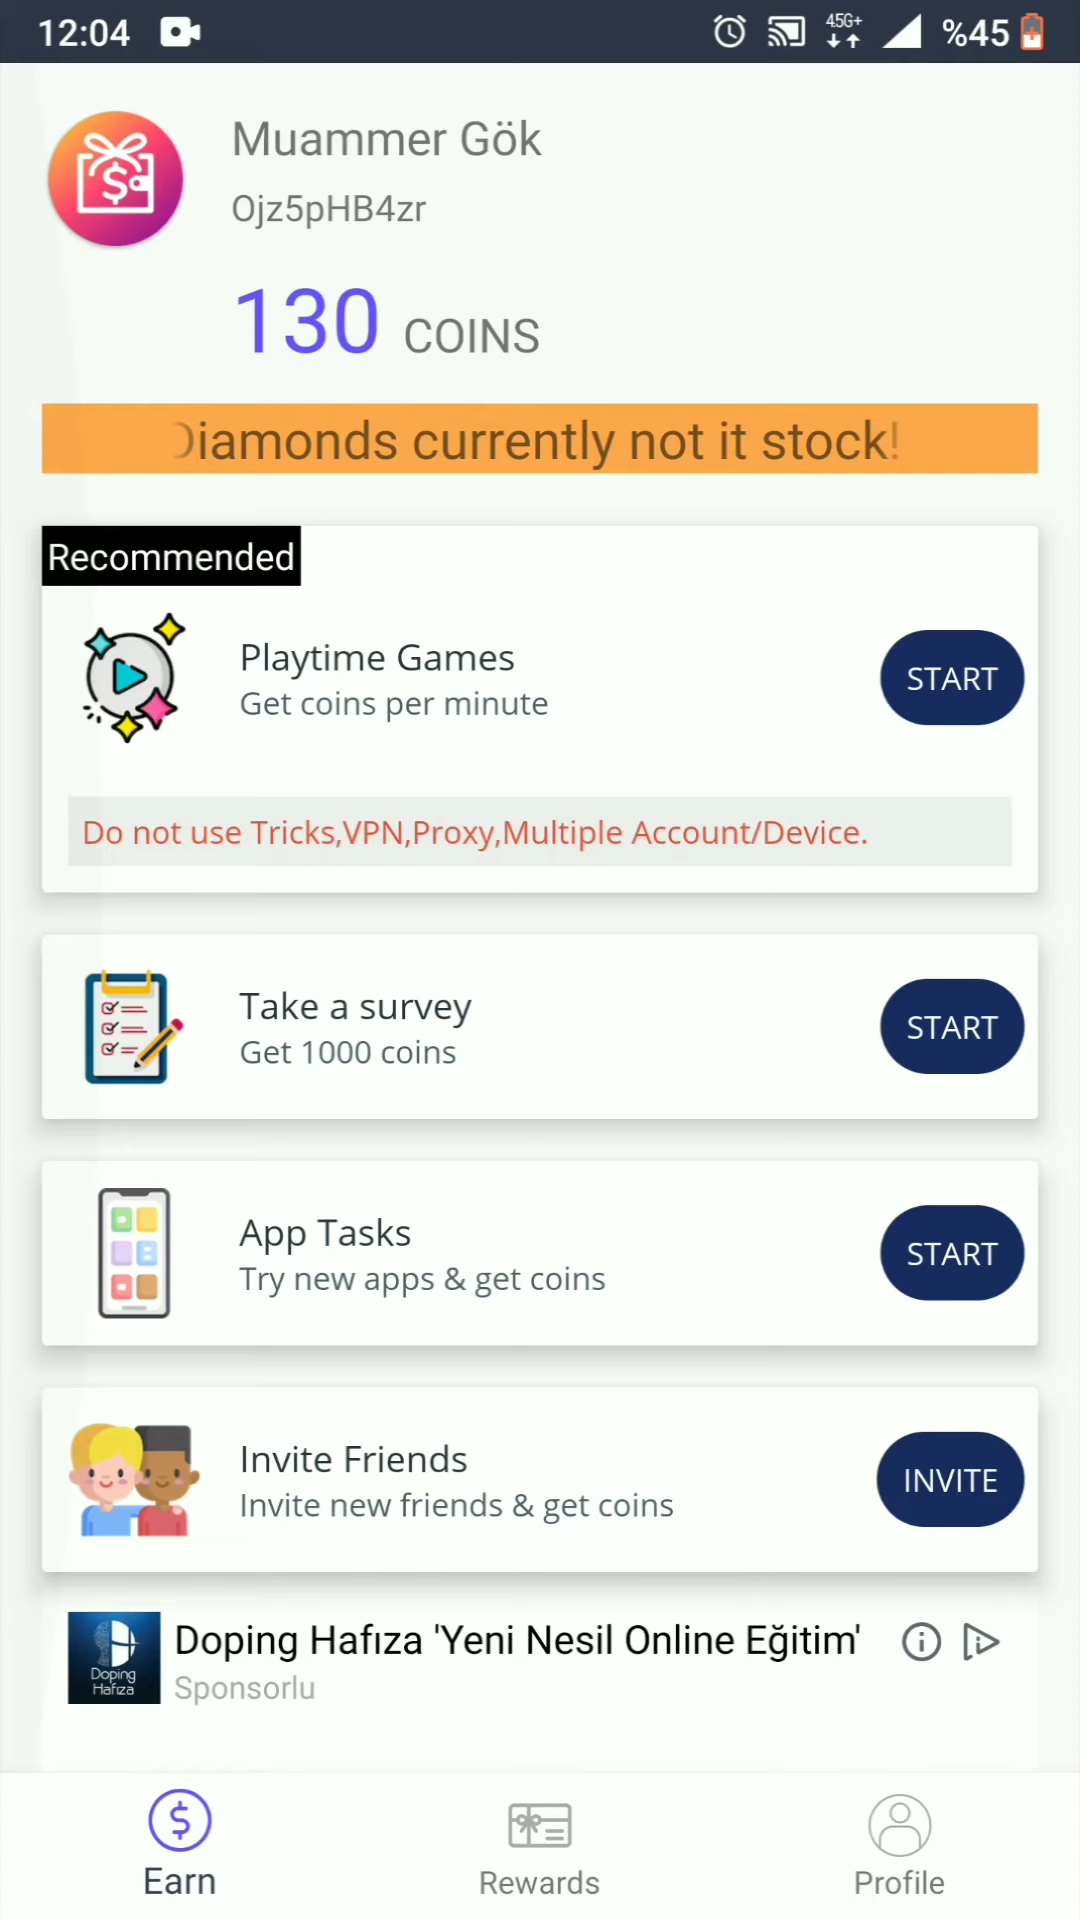 12:04
4.5G+
%45
Muammer Gök
Ojz5pHB4zr
130 COINS
Diamonds currently not it stock!
Recommended
Playtime Games
Get coins per minute
START
Do not use Tricks,VPN,Proxy,Multiple Account/Device.
Take a survey
Get 1000 coins
START
App Tasks
Try new apps & get coins
START
Invite Friends
Invite new friends & get coins
INVITE
Doping Hafıza
Doping Hafıza 'Yeni Nesil Online Eğitim'
Sponsorlu
Earn
Rewards
Profile